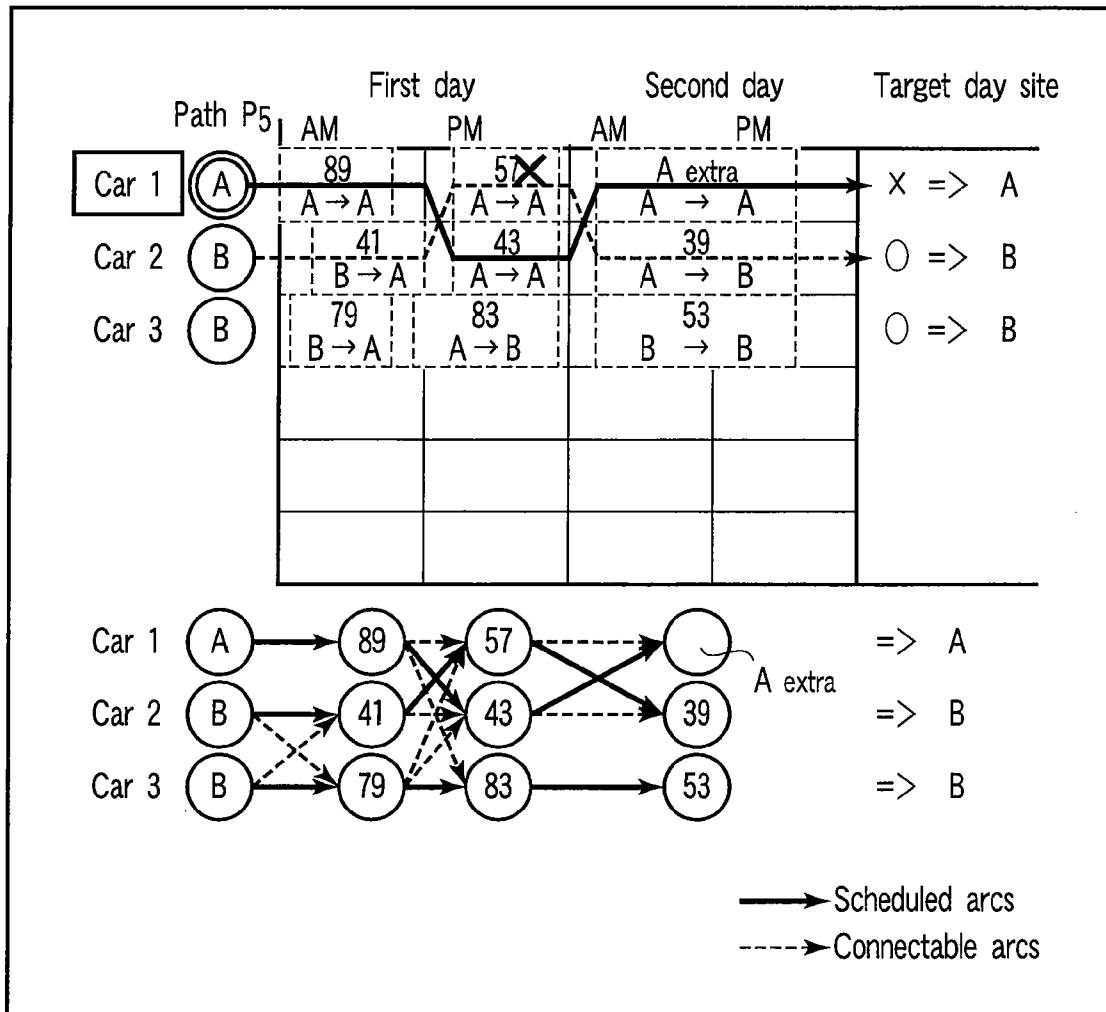 First day Second day Target day site
Path P5 AM PM AM PM
Car 1 A 89 57 A extra X => A
A → A A → A A → A
Car 2 B 41 43 39 ○ => B
B → A A → A A → B
Car 3 B 79 83 53 ○ => B
B → A A → B B → B
Car 1 A 89 57 => A
A extra
Car 2 B 41 43 39 => B
Car 3 B 79 83 53 => B
Scheduled arcs
Connectable arcs